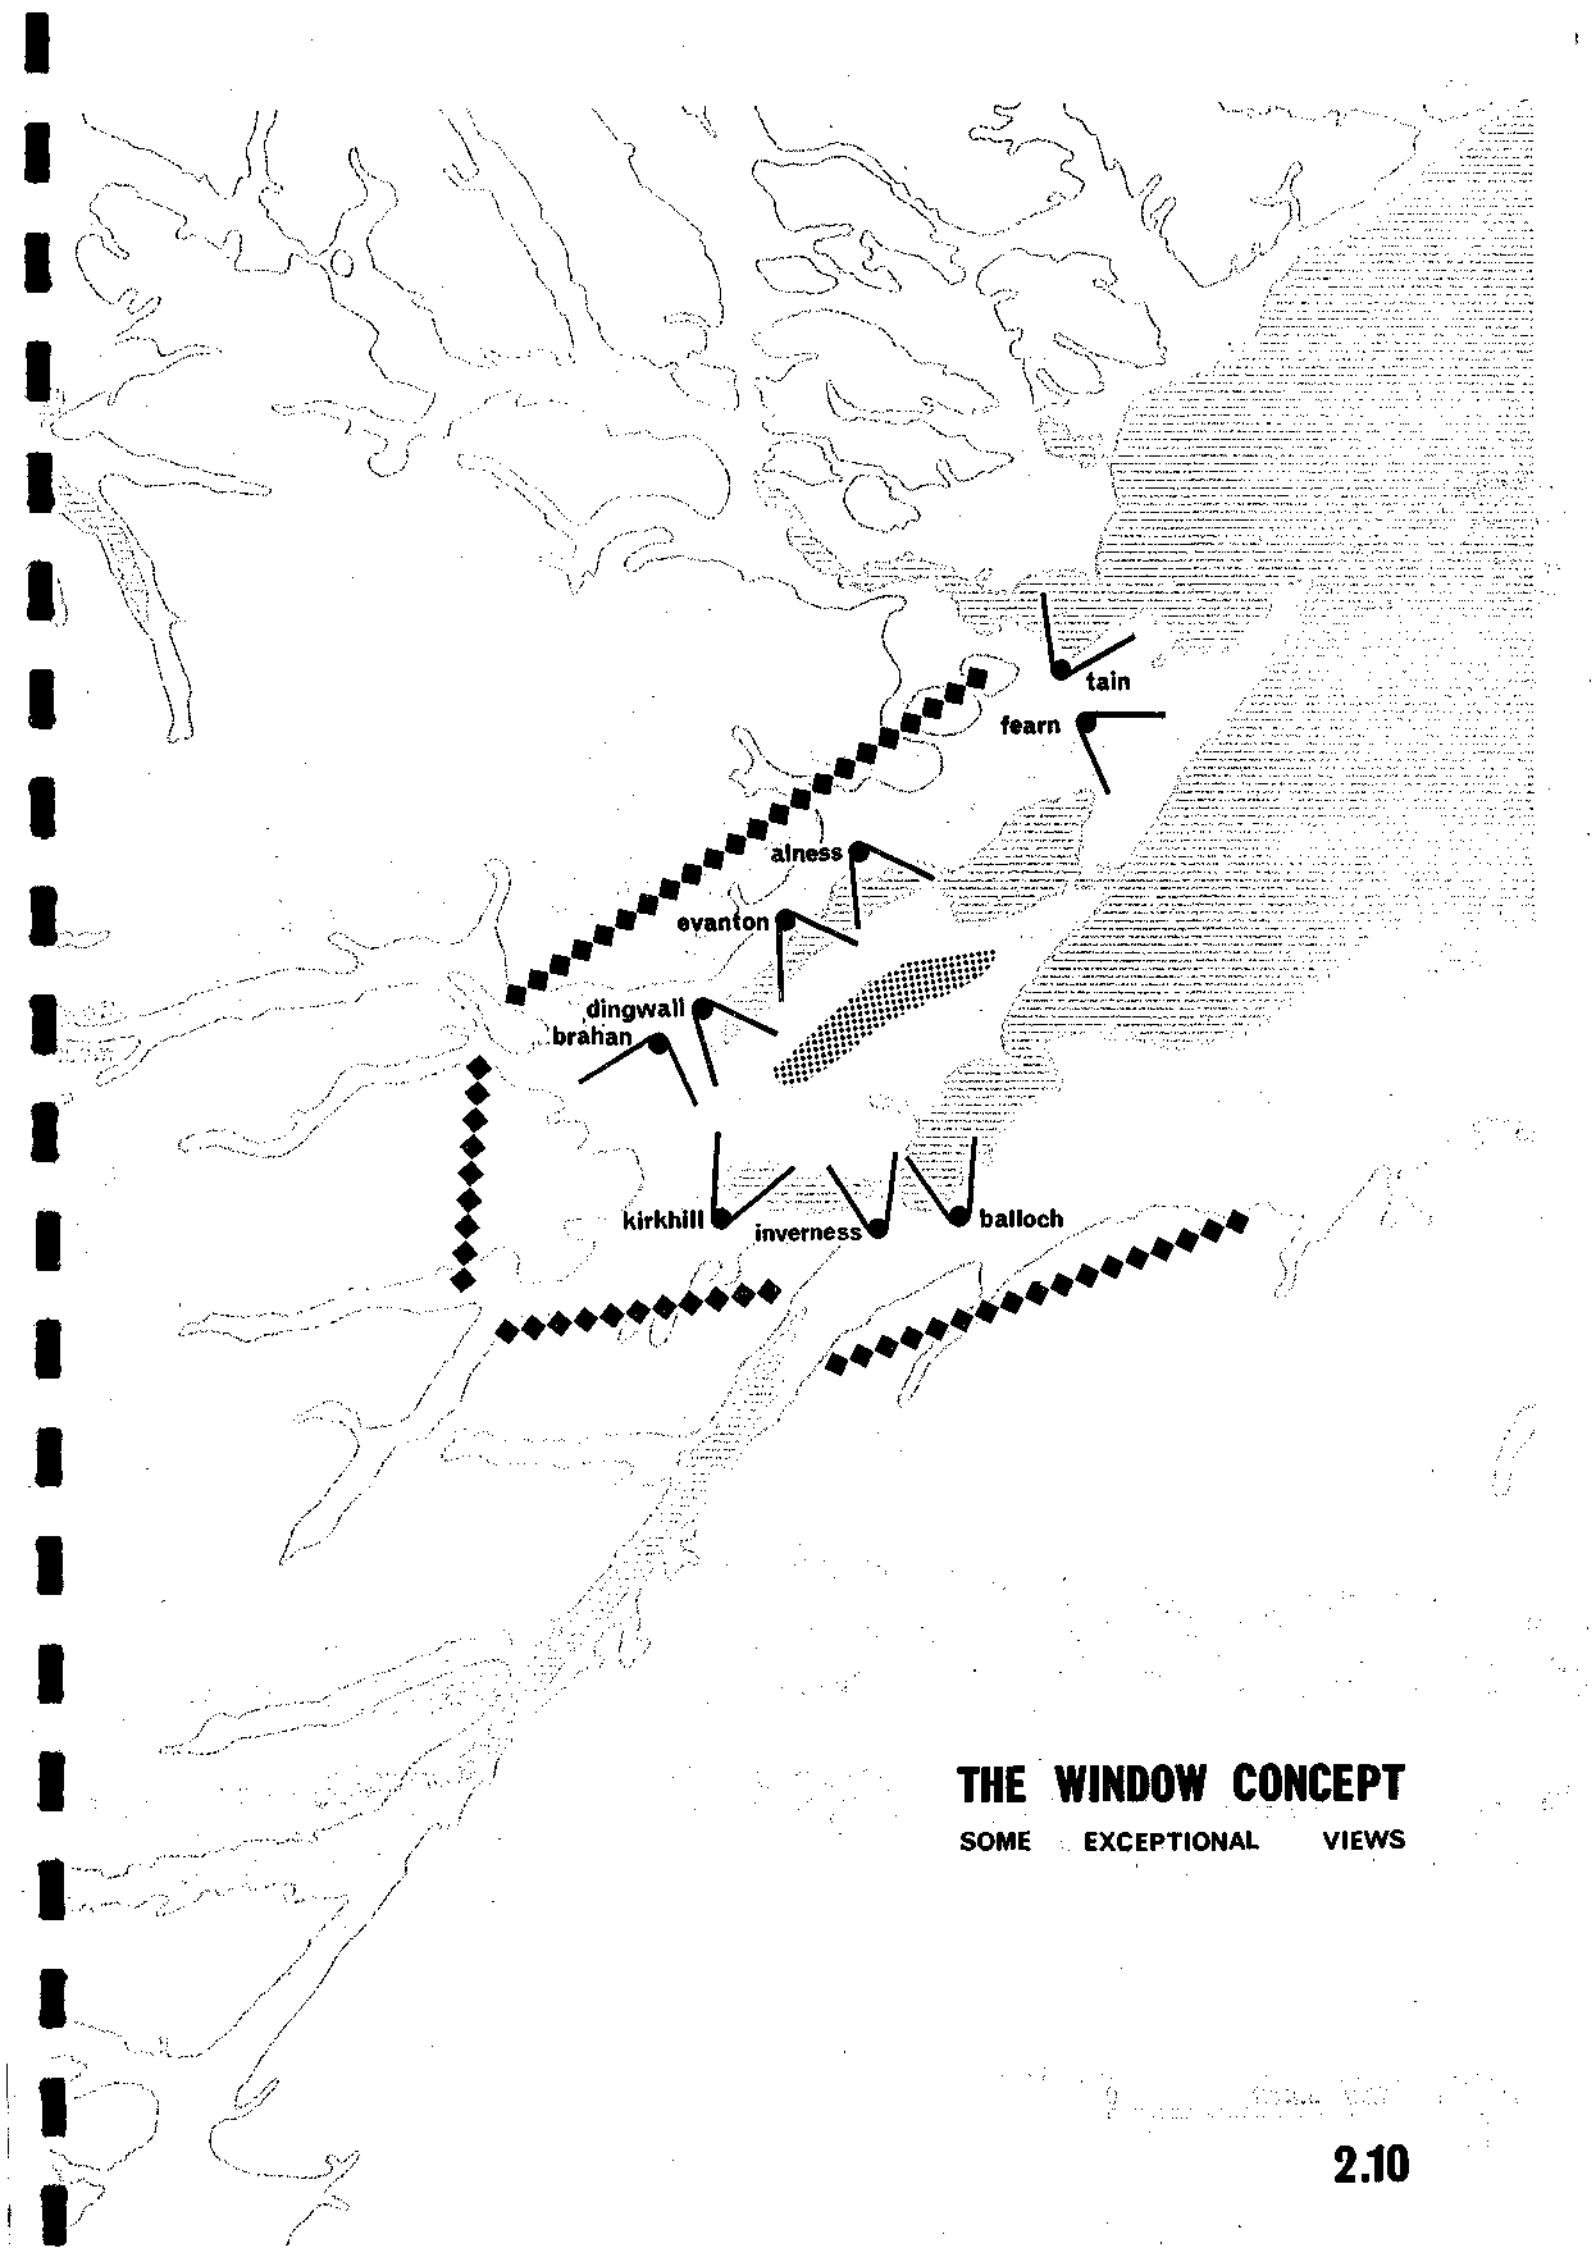 tain
fearn
alness
evanton
dingwall
brahan
kirkhill
inverness
balloch
THE WINDOW CONCEPT
SOME EXCEPTIONAL VIEWS
2.10